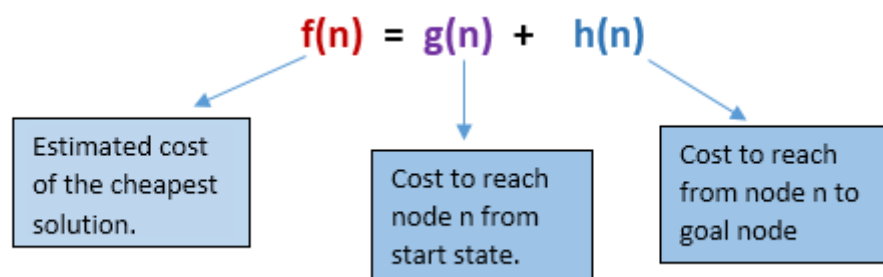 f(n) = g(n) + h(n)
Estimated cost
of the cheapest
solution.
Cost to reach
node n from
start state.
Cost to reach
from node n to
goal node